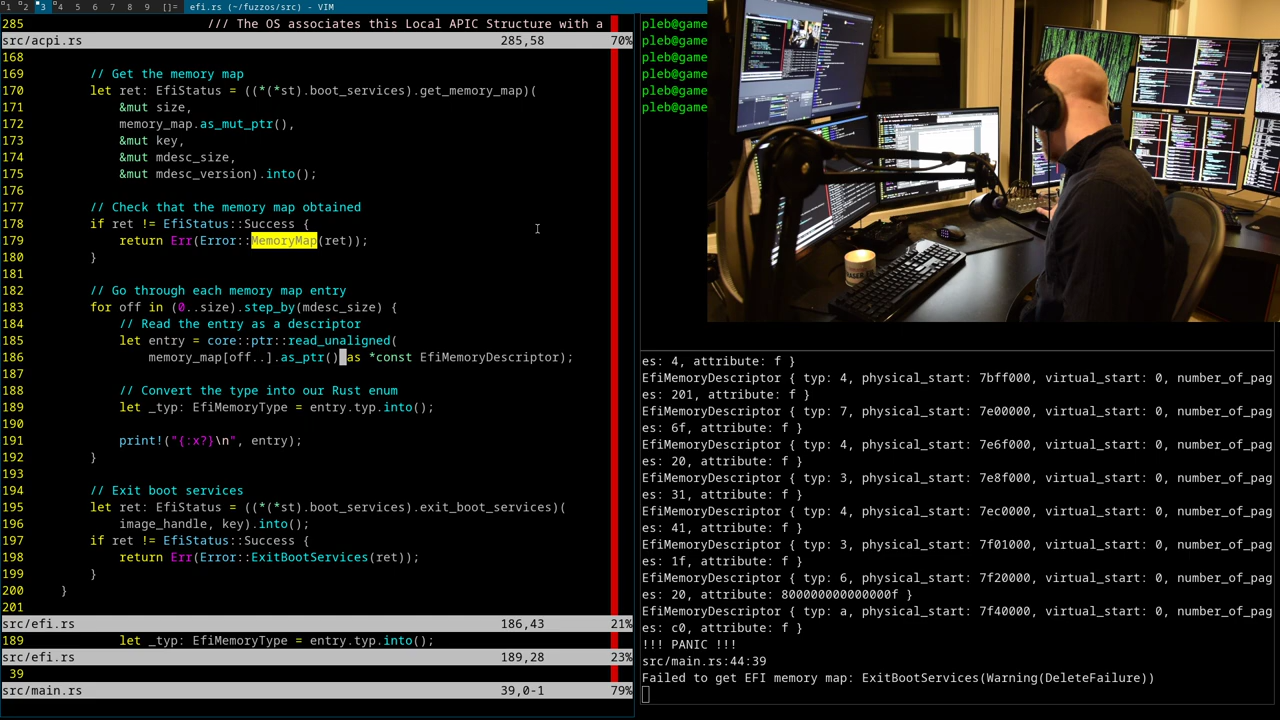 1 2 3 4 5 6 7 8 9 []= efi.rs (~/fuzzos/src) - VIM
285 /// The OS associates this Local APIC Structure with a
src/acpi.rs 285,58 70%
168
169 // Get the memory map
170 let ret: EfiStatus = ((*(*st).boot_services).get_memory_map)(
171 &mut size,
172 memory_map.as_mut_ptr(),
173 &mut key,
174 &mut mdesc_size,
175 &mut mdesc_version).into();
176
177 // Check that the memory map obtained
178 if ret != EfiStatus::Success {
179 return Err(Error::MemoryMap(ret));
180 }
181
182 // Go through each memory map entry
183 for off in (0..size).step_by(mdesc_size) {
184 // Read the entry as a descriptor
185 let entry = core::ptr::read_unaligned(
186 memory_map[off..].as_ptr() as *const EfiMemoryDescriptor);
187
188 // Convert the type into our Rust enum
189 let _typ: EfiMemoryType = entry.typ.into();
190
191 print!("{:x?}\n", entry);
192 }
193
194 // Exit boot services
195 let ret: EfiStatus = ((*(*st).boot_services).exit_boot_services)(
196 image_handle, key).into();
197 if ret != EfiStatus::Success {
198 return Err(Error::ExitBootServices(ret));
199 }
200 }
201
src/efi.rs 186,43 21%
189 let _typ: EfiMemoryType = entry.typ.into();
src/efi.rs 189,28 23%
39
src/main.rs 39,0-1 79%
pleb@game
pleb@game
pleb@game
pleb@game
pleb@game
pleb@game
es: 4, attribute: f }
EfiMemoryDescriptor { typ: 4, physical_start: 7bff000, virtual_start: 0, number_of_pag
es: 201, attribute: f }
EfiMemoryDescriptor { typ: 7, physical_start: 7e00000, virtual_start: 0, number_of_pag
es: 6f, attribute: f }
EfiMemoryDescriptor { typ: 4, physical_start: 7e6f000, virtual_start: 0, number_of_pag
es: 20, attribute: f }
EfiMemoryDescriptor { typ: 3, physical_start: 7e8f000, virtual_start: 0, number_of_pag
es: 31, attribute: f }
EfiMemoryDescriptor { typ: 4, physical_start: 7ec0000, virtual_start: 0, number_of_pag
es: 41, attribute: f }
EfiMemoryDescriptor { typ: 3, physical_start: 7f01000, virtual_start: 0, number_of_pag
es: 1f, attribute: f }
EfiMemoryDescriptor { typ: 6, physical_start: 7f20000, virtual_start: 0, number_of_pag
es: 20, attribute: 800000000000000f }
EfiMemoryDescriptor { typ: a, physical_start: 7f40000, virtual_start: 0, number_of_pag
es: c0, attribute: f }
!!! PANIC !!!
src/main.rs:44:39
Failed to get EFI memory map: ExitBootServices(Warning(DeleteFailure))